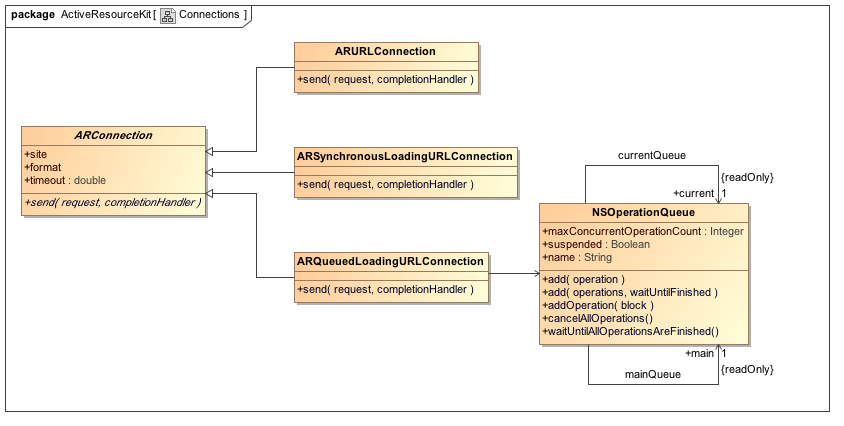 package ActiveResourceKit[ Connections ]
ARURLConnection
+send( request, completionHandler )
ARConnection
+site
+format
+timeout : double
+send( request, completionHandler )
ARSynchronousLoadingURLConnection
+send( request, completionHandler )
ARQueuedLoadingURLConnection
+send( request, completionHandler )
currentQueue
{readOnly}
+current 1
NSOperationQueue
+maxConcurrentOperationCount : Integer
+suspended : Boolean
+name : String
+add( operation )
+add( operations, waitUntilFinished )
+addOperation( block )
+cancelAllOperations()
+waitUntilAllOperationsAreFinished()
+main 1
{readOnly}
mainQueue